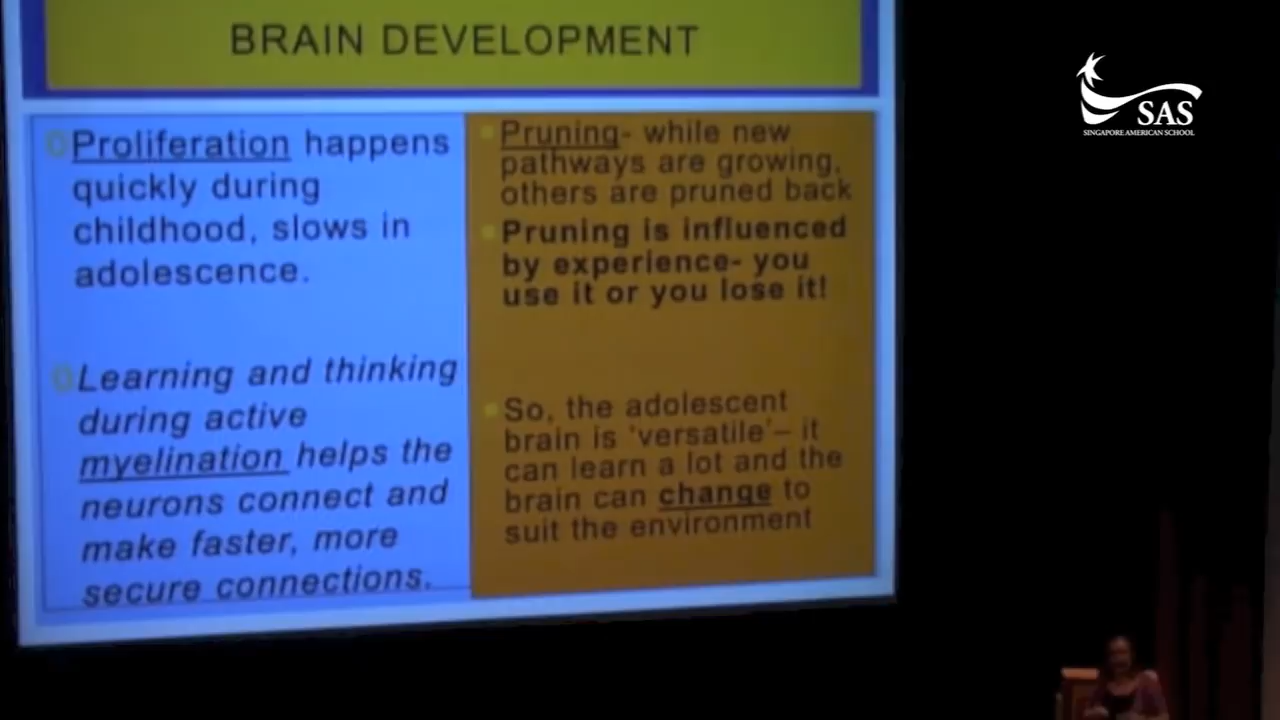 BRAIN DEVELOPMENT
Proliferation happens
quickly during
childhood, slows in
adolescence.
Learning and thinking
during active
myelination helps the
neurons connect and
make faster, more
secure connections.
Pruning- while new
pathways are growing,
others are pruned back
Pruning is influenced
by experience- you
use it or you lose it!
So, the adolescent
brain is 'versatile'– it
can learn a lot and the
brain can change to
suit the environment
SAS
SINGAPORE AMERICAN SCHOOL